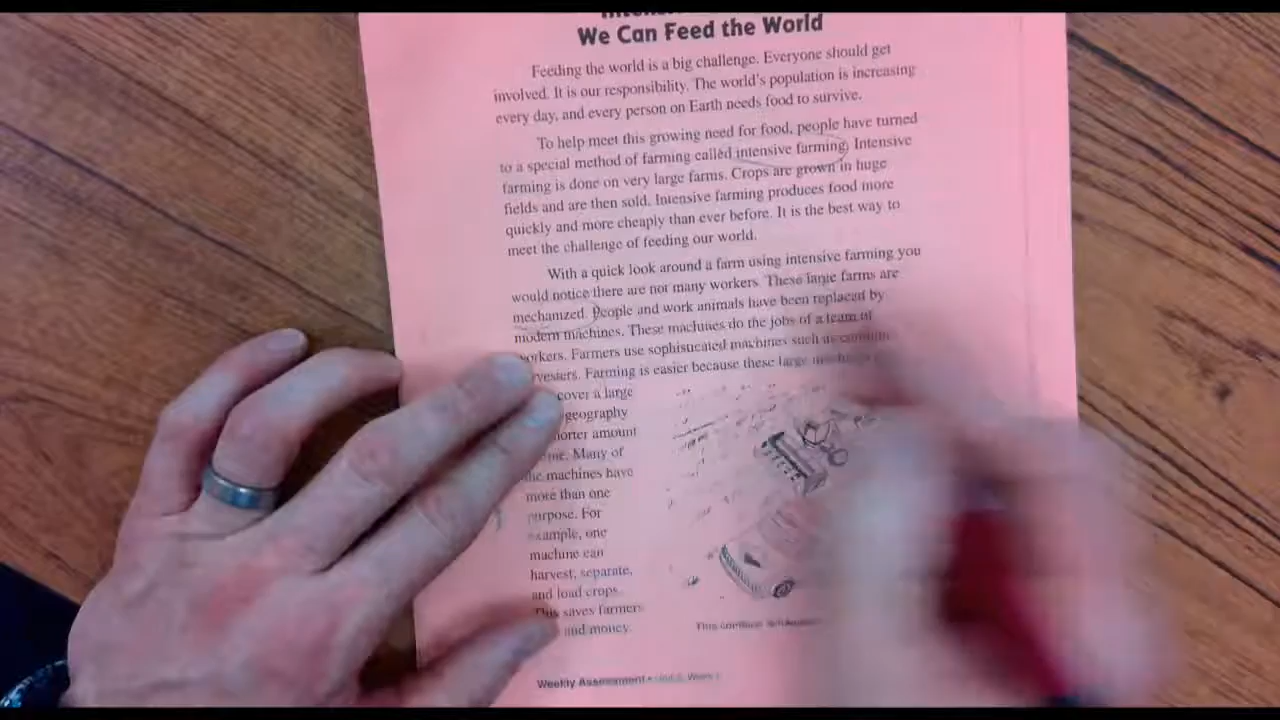 We Can Feed the World
Feeding the world is a big challenge. Everyone should get
involved. It is our responsibility. The world's population is increasing
every day, and every person on Earth needs food to survive.
To help meet this growing need for food, people have turned
to a special method of farming called intensive farming. Intensive
farming is done on very large farms. Crops are grown in huge
fields and are then sold. Intensive farming produces food more
quickly and more cheaply than ever before. It is the best way to
meet the challenge of feeding our world.
With a quick look around a farm using intensive farming you
would notice there are not many workers. These large farms are
mechanized. People and work animals have been replaced by
modern machines. These machines do the jobs of a team of
workers. Farmers use sophisticated machines such as combine
Farming is easier because these large
cover a large
geography
amount
Many of
machines have
more than one
purpose. For
example, one
machine can
harvest, separate,
and load crops.
This saves farmers
and money.
This combine
Weekly Assessment •